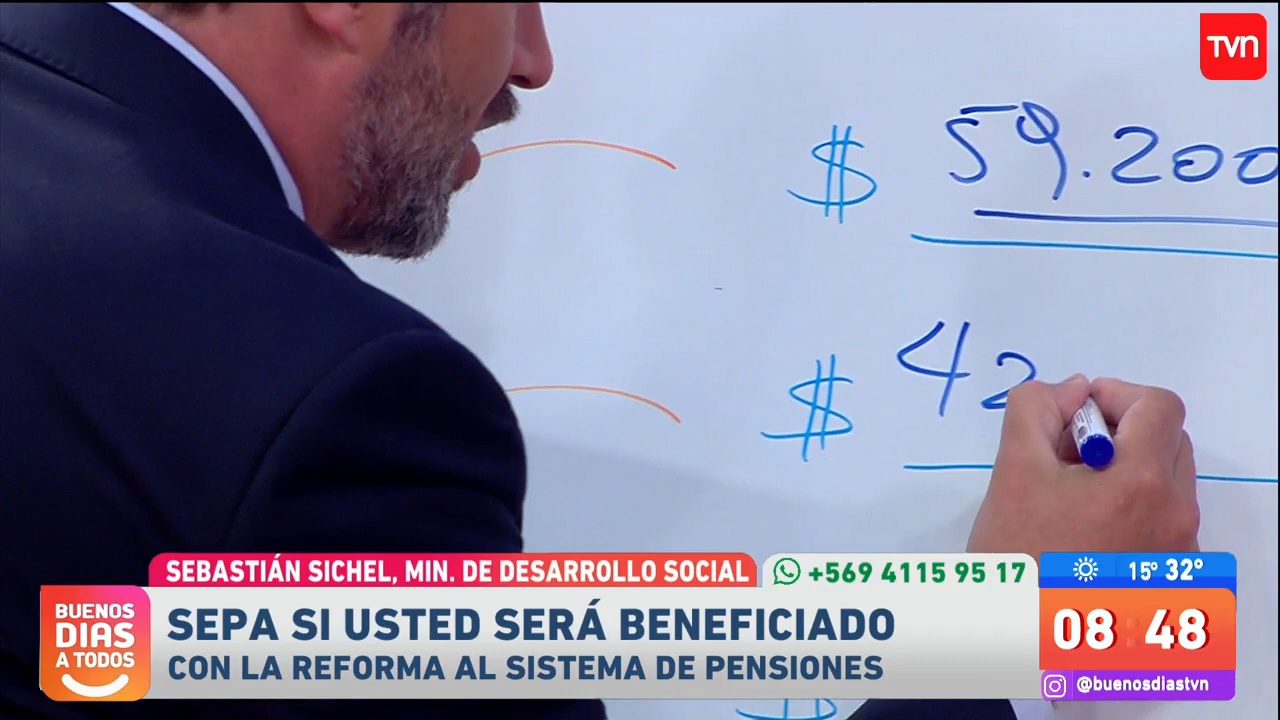 TVN
$ 59.200
$ 42
SEBASTIÁN SICHEL, MIN. DE DESARROLLO SOCIAL
+569 4115 95 17
15° 32°
BUENOS
DIAS
A TODOS
SEPA SI USTED SERÁ BENEFICIADO
CON LA REFORMA AL SISTEMA DE PENSIONES
08:48
@buenosdiastvn
$